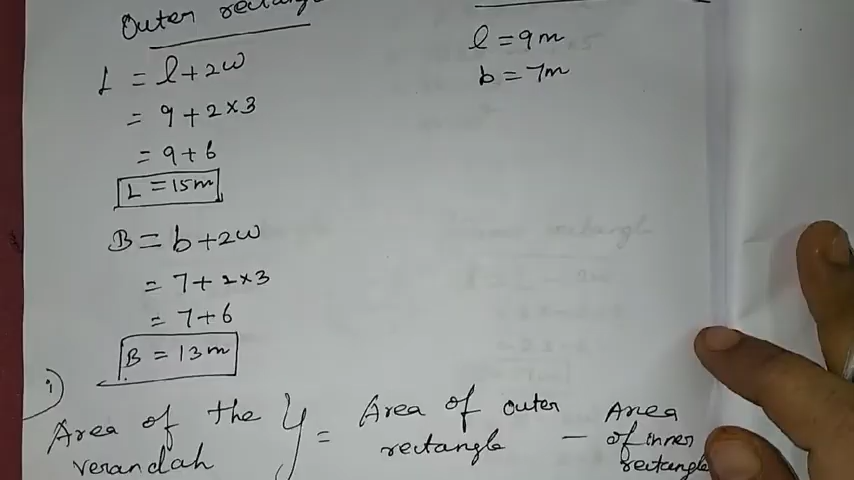 Outer rectang
L = l+2w
= 9+2×3
= 9+6
L = 15m
B = b+2w
= 7+2×3
= 7+6
B = 13m
l = 9m
b = 7m
i)
Area of the verandah } = Area of outer rectangle - Area of inner rectangle